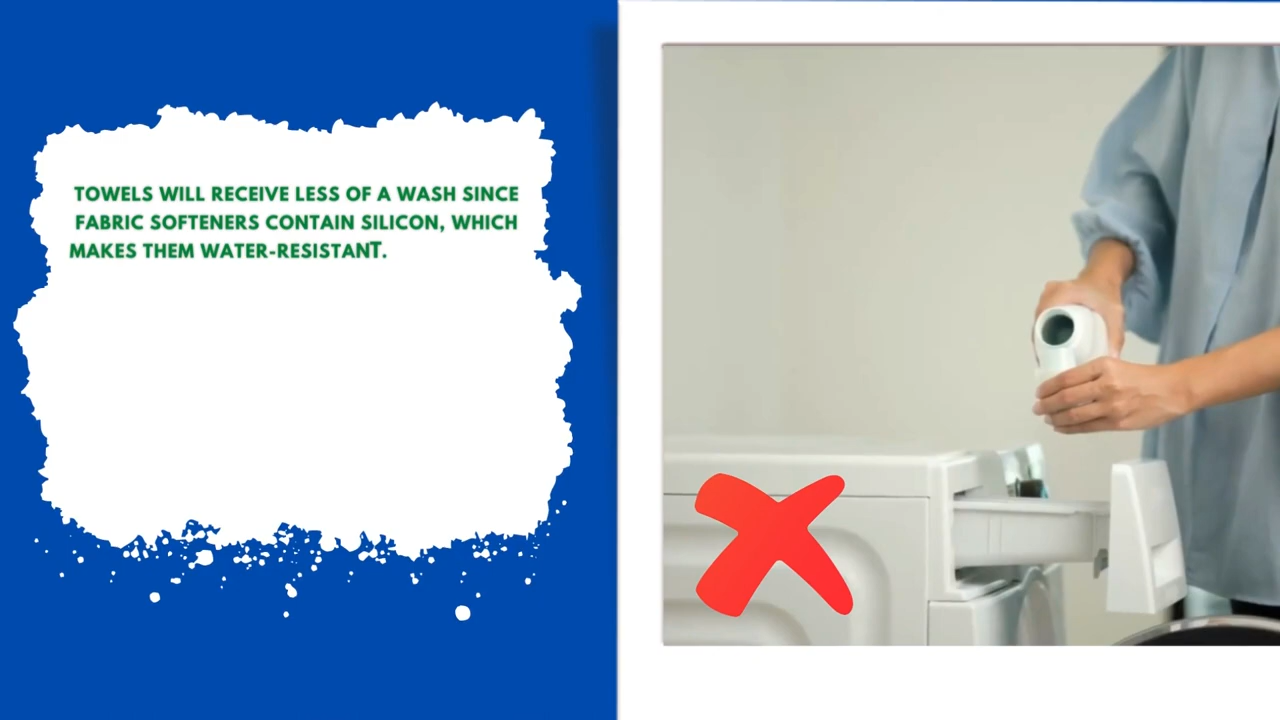 TOWELS WILL RECEIVE LESS OF A WASH SINCE
FABRIC SOFTENERS CONTAIN SILICON, WHICH
MAKES THEM WATER-RESISTANT.